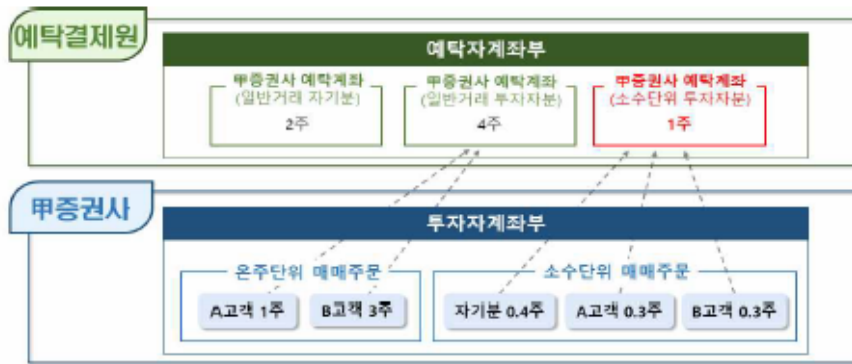 예탁결제원
예탁자계좌부
甲증권사 예탁계좌
(일반거래 자기분)
2주
甲증권사 예탁계좌
(일반거래 투자자분)
4주
甲증권사 예탁계좌
(소수단위 투자자분)
1주
甲증권사
투자자계좌부
온주단위 매매주문
A고객 1주
B고객 3주
소수단위 매매주문
자기분 0.4주
A고객 0.3주
B고객 0.3주